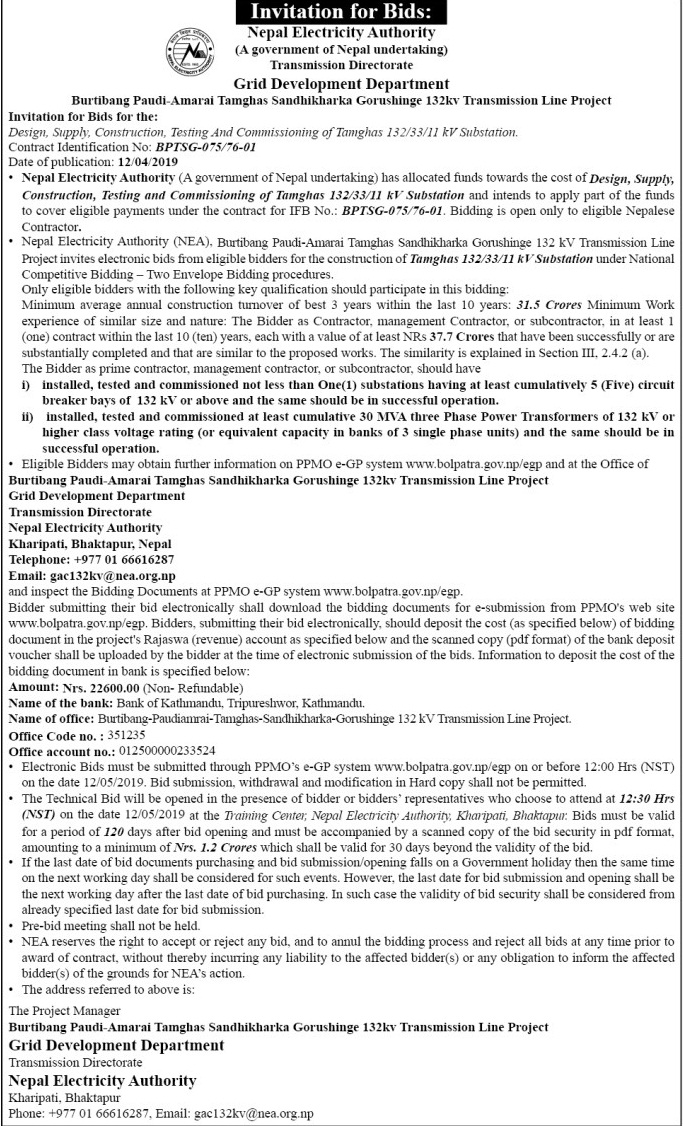 Invitation for Bids:
Nepal Electricity Authority
(A government of Nepal undertaking)
Transmission Directorate
Grid Development Department
Burtibang Paudi-Amarai Tamghas Sandhikharka Gorushinge 132kv Transmission Line Project
Invitation for Bids for the:
Design, Supply, Construction, Testing And Commissioning of Tamghas 132/33/11 kV Substation.
Contract Identification No: BPTSG-075/76-01
Date of publication: 12/04/2019
• Nepal Electricity Authority (A government of Nepal undertaking) has allocated funds towards the cost of Design, Supply,
Construction, Testing and Commissioning of Tamghas 132/33/11 kV Substation and intends to apply part of the funds
to cover eligible payments under the contract for IFB No.: BPTSG-075/76-01. Bidding is open only to eligible Nepalese
Contractor.
• Nepal Electricity Authority (NEA), Burtibang Paudi-Amarai Tamghas Sandhikharka Gorushinge 132 kV Transmission Line
Project invites electronic bids from eligible bidders for the construction of Tamghas 132/33/11 kV Substation under National
Competitive Bidding – Two Envelope Bidding procedures.
Only eligible bidders with the following key qualification should participate in this bidding:
Minimum average annual construction turnover of best 3 years within the last 10 years: 31.5 Crores Minimum Work
experience of similar size and nature: The Bidder as Contractor, management Contractor, or subcontractor, in at least 1
(one) contract within the last 10 (ten) years, each with a value of at least NRs 37.7 Crores that have been successfully or are
substantially completed and that are similar to the proposed works. The similarity is explained in Section III, 2.4.2 (a).
The Bidder as prime contractor, management contractor, or subcontractor, should have
i) installed, tested and commissioned not less than One(1) substations having at least cumulatively 5 (Five) circuit
breaker bays of 132 kV or above and the same should be in successful operation.
ii) installed, tested and commissioned at least cumulative 30 MVA three Phase Power Transformers of 132 kV or
higher class voltage rating (or equivalent capacity in banks of 3 single phase units) and the same should be in
successful operation.
• Eligible Bidders may obtain further information on PPMO e-GP system www.bolpatra.gov.np/egp and at the Office of
Burtibang Paudi-Amarai Tamghas Sandhikharka Gorushinge 132kv Transmission Line Project
Grid Development Department
Transmission Directorate
Nepal Electricity Authority
Kharipati, Bhaktapur, Nepal
Telephone: +977 01 66616287
Email: gac132kv@nea.org.np
and inspect the Bidding Documents at PPMO e-GP system www.bolpatra.gov.np/egp.
Bidder submitting their bid electronically shall download the bidding documents for e-submission from PPMO's web site
www.bolpatra.gov.np/egp. Bidders, submitting their bid electronically, should deposit the cost (as specified below) of bidding
document in the project's Rajaswa (revenue) account as specified below and the scanned copy (pdf format) of the bank deposit
voucher shall be uploaded by the bidder at the time of electronic submission of the bids. Information to deposit the cost of the
bidding document in bank is specified below:
Amount: Nrs. 22600.00 (Non- Refundable)
Name of the bank: Bank of Kathmandu, Tripureshwor, Kathmandu.
Name of office: Burtibang-Paudiamrai-Tamghas-Sandhikharka-Gorusinge 132 kV Transmission Line Project.
Office Code no. : 351235
Office account no.: 012500000233524
• Electronic Bids must be submitted through PPMO's e-GP system www.bolpatra.gov.np/egp on or before 12:00 Hrs (NST)
on the date 12/05/2019. Bid submission, withdrawal and modification in Hard copy shall not be permitted.
• The Technical Bid will be opened in the presence of bidder or bidders' representatives who choose to attend at 12:30 Hrs
(NST) on the date 12/05/2019 at the Training Center, Nepal Electricity Authority, Kharipati, Bhaktapur. Bids must be valid
for a period of 120 days after bid opening and must be accompanied by a scanned copy of the bid security in pdf format,
amounting to a minimum of Nrs. 1.2 Crores which shall be valid for 30 days beyond the validity of the bid.
• If the last date of bid documents purchasing and bid submission/opening falls on a Government holiday then the same time
on the next working day shall be considered for such events. However, the last date for bid submission and opening shall be
the next working day after the last date of bid purchasing. In such case the validity of bid security shall be considered from
already specified last date for bid submission.
• Pre-bid meeting shall not be held.
• NEA reserves the right to accept or reject any bid, and to annul the bidding process and reject all bids at any time prior to
award of contract, without thereby incurring any liability to the affected bidder(s) or any obligation to inform the affected
bidder(s) of the grounds for NEA's action.
• The address referred to above is:
The Project Manager
Burtibang Paudi-Amarai Tamghas Sandhikharka Gorushinge 132kv Transmission Line Project
Grid Development Department
Transmission Directorate
Nepal Electricity Authority
Kharipati, Bhaktapur
Phone: +977 01 66616287, Email: gac132kv@nea.org.np